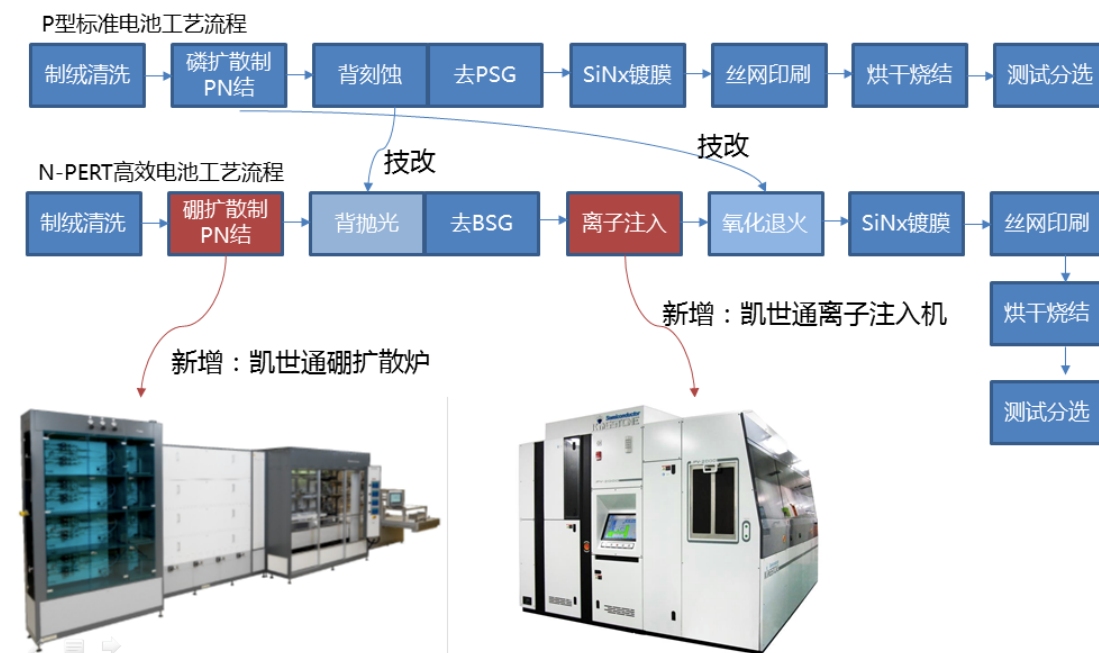 P型标准电池工艺流程
制绒清洗
磷扩散制
PN结
背刻蚀
去PSG
SiNx镀膜
丝网印刷
烘干烧结
测试分选
技改
技改
N-PERT高效电池工艺流程
制绒清洗
硼扩散制
PN结
背抛光
去BSG
离子注入
氧化退火
SiNx镀膜
丝网印刷
烘干烧结
测试分选
新增：凯世通硼扩散炉
新增：凯世通离子注入机